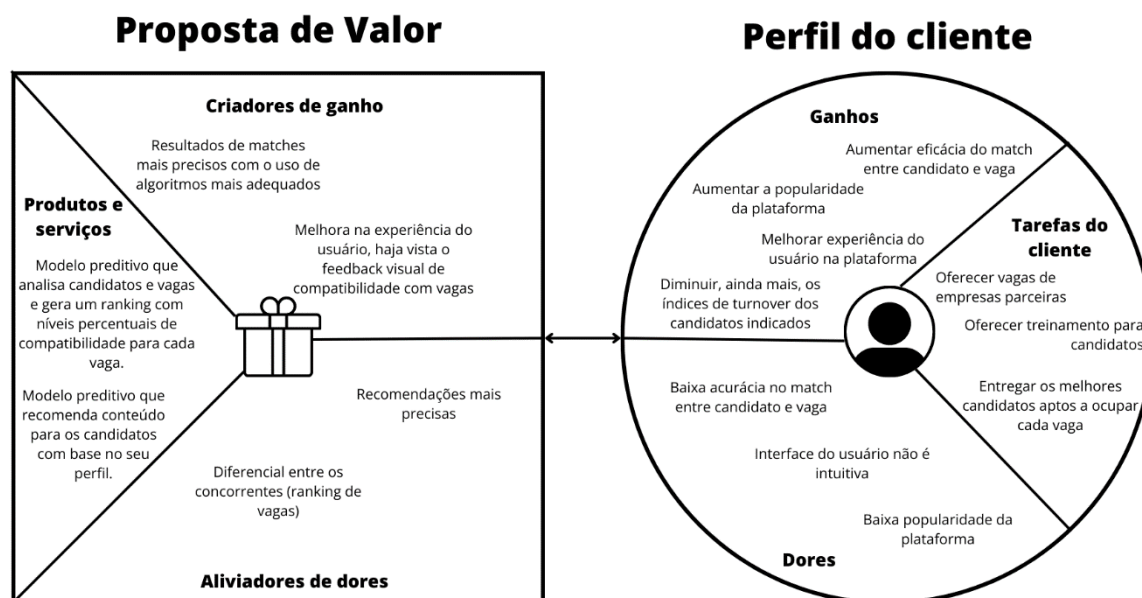 Proposta de Valor
Criadores de ganho
Resultados de matches
mais precisos com o uso de
algoritmos mais adequados
Melhora na experiência do
usuário, haja vista o
feedback visual de
compatibilidade com vagas
Produtos e
serviços
Modelo preditivo que
analisa candidatos e vagas
e gera um ranking com
níveis percentuais de
compatibilidade para cada
vaga.
Modelo preditivo que
recomenda conteúdo
para os candidatos
com base no seu
perfil.
Recomendações mais
precisas
Diferencial entre os
concorrentes (ranking de
vagas)
Aliviadores de dores
Perfil do cliente
Ganhos
Aumentar eficácia do match
entre candidato e vaga
Aumentar a popularidade
da plataforma
Melhorar experiência do
usuário na plataforma
Diminuir, ainda mais, os
índices de turnover dos
candidatos indicados
Tarefas do
cliente
Oferecer vagas de
empresas parceiras
Oferecer treinamento para
candidatos
Entregar os melhores
candidatos aptos a ocupar
cada vaga
Baixa acurácia no match
entre candidato e vaga
Interface do usuário não é
intuitiva
Baixa popularidade da
plataforma
Dores